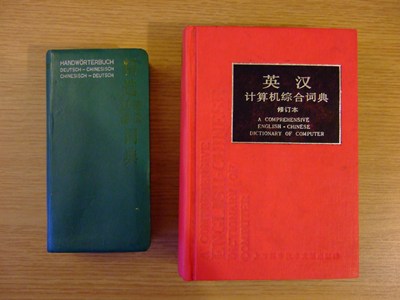 HANDWÖRTERBUCH
DEUTSCH – CHINESISCH
CHINESISCH – DEUTSCH
英汉
计算机综合词典
修订本
A COMPREHENSIVE
ENGLISH - CHINESE
DICTIONARY OF COMPUTER